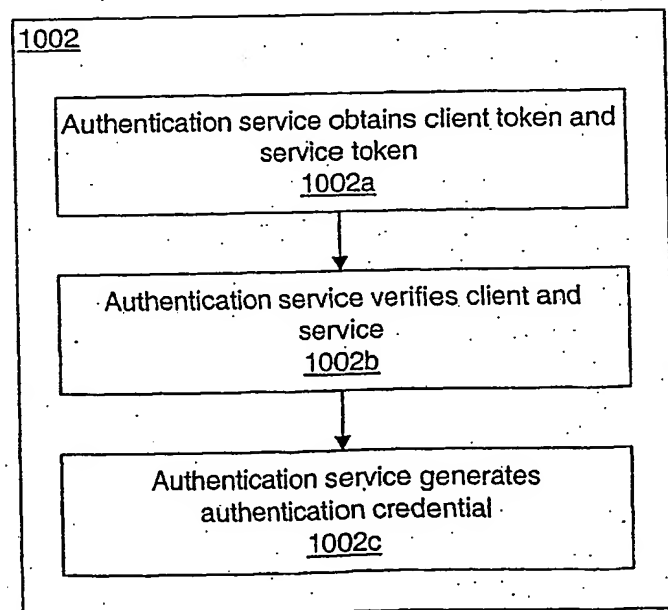 1002
Authentication service obtains client token and
service token
1002a
Authentication service verifies client and
service
1002b
Authentication service generates
authentication credential
1002c